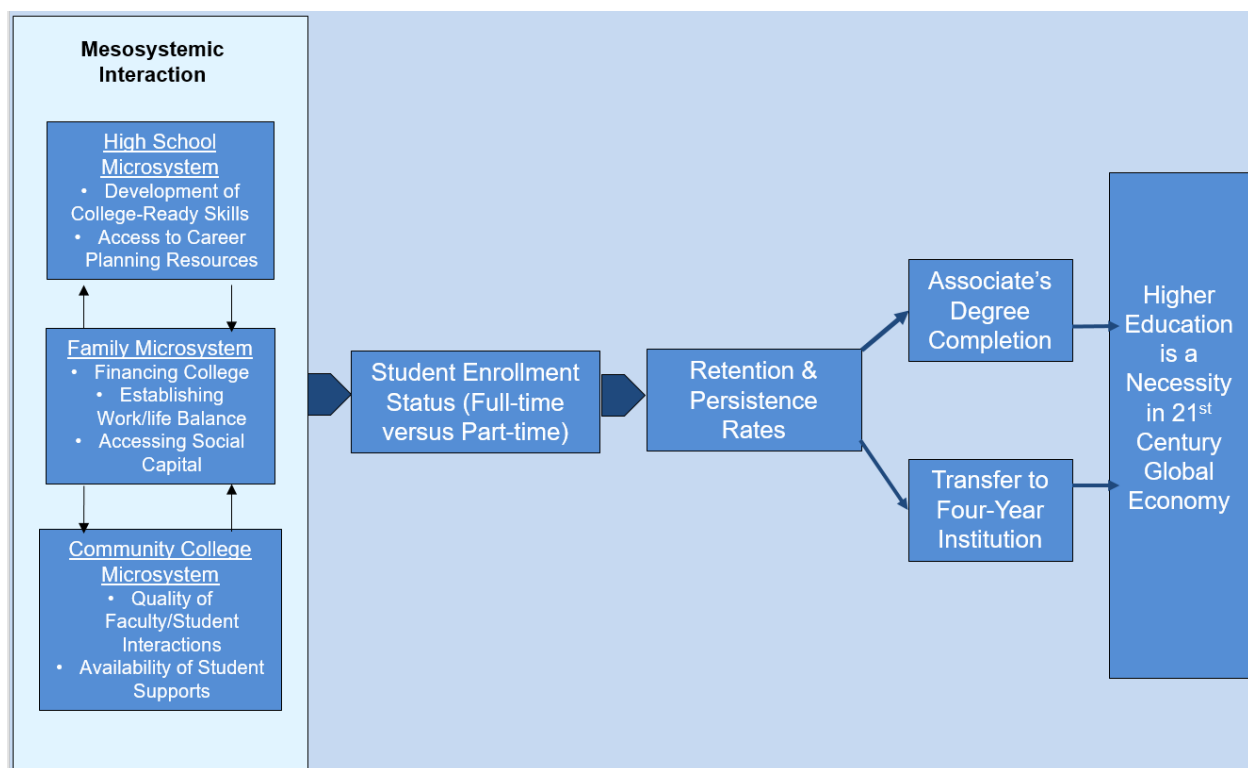 Mesosystemic
Interaction
High School
Microsystem
• Development of
College-Ready Skills
• Access to Career
Planning Resources
Family Microsystem
• Financing College
• Establishing
Work/life Balance
• Accessing Social
Capital
Community College
Microsystem
• Quality of
Faculty/Student
Interactions
• Availability of Student
Supports
Student Enrollment
Status (Full-time
versus Part-time)
Retention &
Persistence
Rates
Associate's
Degree
Completion
Transfer to
Four-Year
Institution
Higher
Education
is a
Necessity
in 21st
Century
Global
Economy